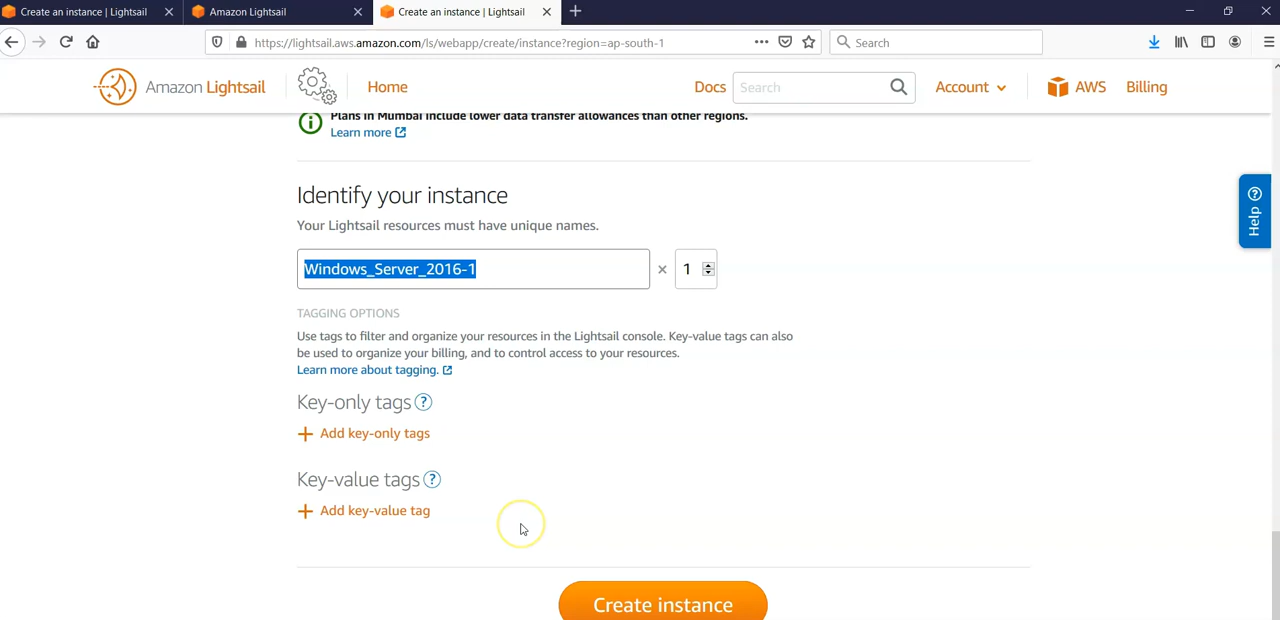 Create an instance | Lightsail
Amazon Lightsail
Create an instance | Lightsail
https://lightsail.aws.amazon.com/ls/webapp/create/instance?region=ap-south-1
Search
Amazon Lightsail
Home
Docs
Search
Account
AWS
Billing
Plans in Mumbai include lower data transfer allowances than other regions.
Learn more
Help
Identify your instance
Your Lightsail resources must have unique names.
Windows_Server_2016-1 × 1
TAGGING OPTIONS
Use tags to filter and organize your resources in the Lightsail console. Key-value tags can also
be used to organize your billing, and to control access to your resources.
Learn more about tagging.
Key-only tags ?
+ Add key-only tags
Key-value tags ?
+ Add key-value tag
Create instance